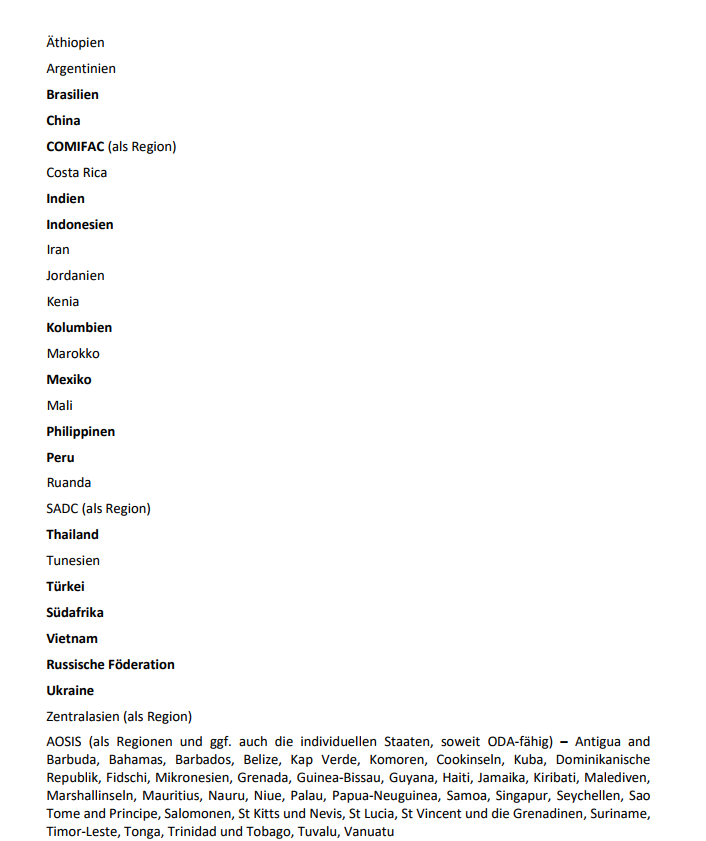 Äthiopien
Argentinien
Brasilien
China
COMIFAC (als Region)
Costa Rica
Indien
Indonesien
Iran
Jordanien
Kenia
Kolumbien
Marokko
Mexiko
Mali
Philippinen
Peru
Ruanda
SADC (als Region)
Thailand
Tunesien
Türkei
Südafrika
Vietnam
Russische Föderation
Ukraine
Zentralasien (als Region)
AOSIS (als Regionen und ggf. auch die individuellen Staaten, soweit ODA-fähig) – Antigua and
Barbuda, Bahamas, Barbados, Belize, Kap Verde, Komoren, Cookinseln, Kuba, Dominikanische
Republik, Fidschi, Mikronesien, Grenada, Guinea-Bissau, Guyana, Haiti, Jamaika, Kiribati, Malediven,
Marshallinseln, Mauritius, Nauru, Niue, Palau, Papua-Neuguinea, Samoa, Singapur, Seychellen, Sao
Tome and Principe, Salomonen, St Kitts und Nevis, St Lucia, St Vincent und die Grenadinen, Suriname,
Timor-Leste, Tonga, Trinidad und Tobago, Tuvalu, Vanuatu